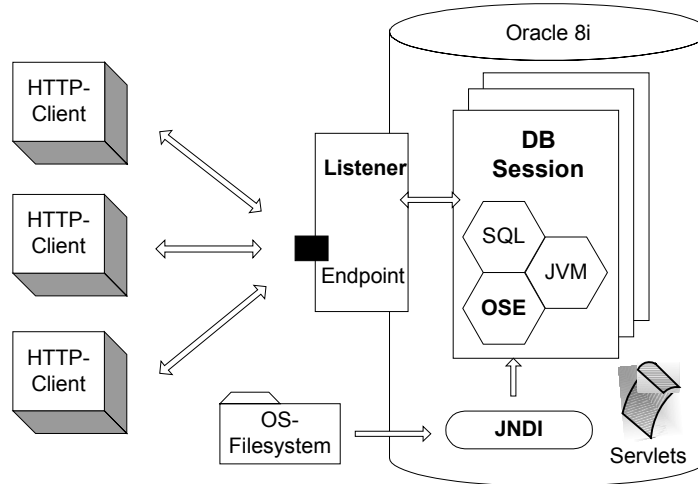 Oracle 8i
HTTP-
Client
HTTP-
Client
HTTP-
Client
Listener
Endpoint
DB
Session
SQL
JVM
OSE
OS-
Filesystem
JNDI
Servlets